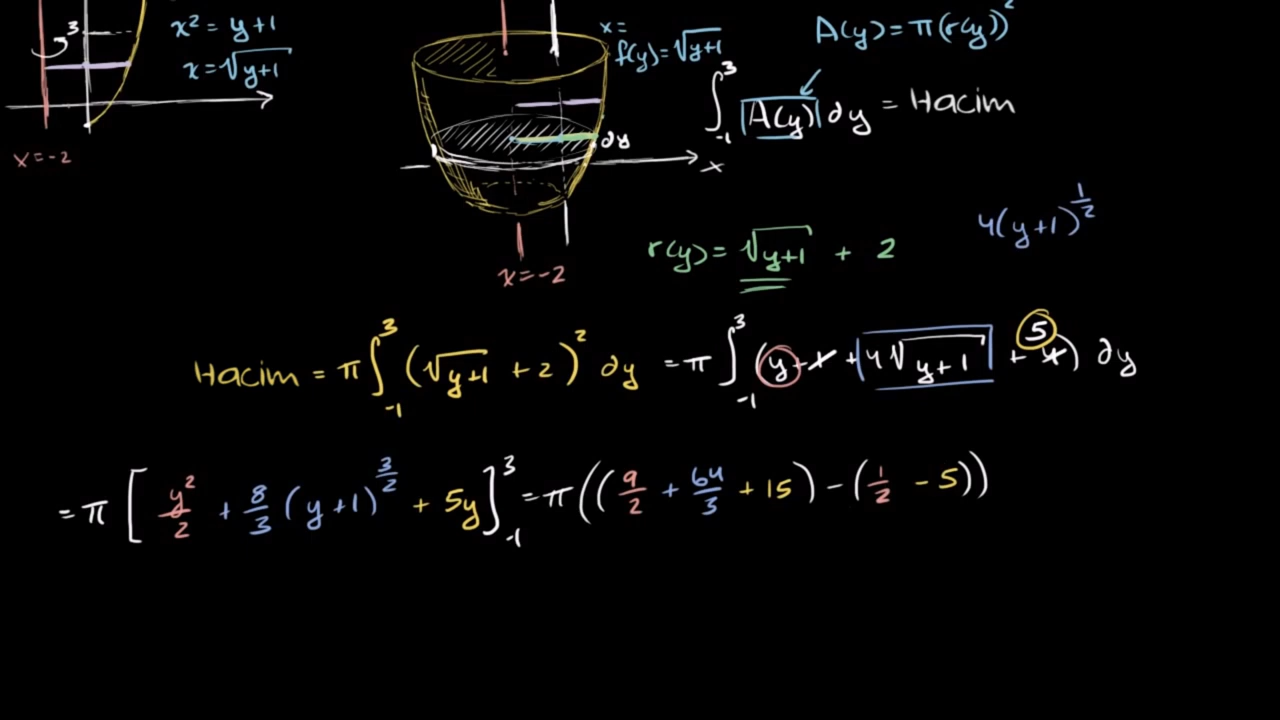 3
x² = y+1
x = √y+1
x=-2
x=
f(y)=√y+1
dy
x
x=-2
A(y)=π(r(y))²
∫₋₁³ A(y) dy = Hacim
r(y)= √y+1 + 2
4(y+1)^½
Hacim = π ∫₋₁³ (√y+1 + 2)² dy = π ∫₋₁³ (y + 1 + 4√y+1 + 4) dy
5
= π [y²/2 + 8/3 (y+1)^3/2 + 5y]₋₁³ = π((9/2 + 64/3 + 15) - (1/2 - 5))